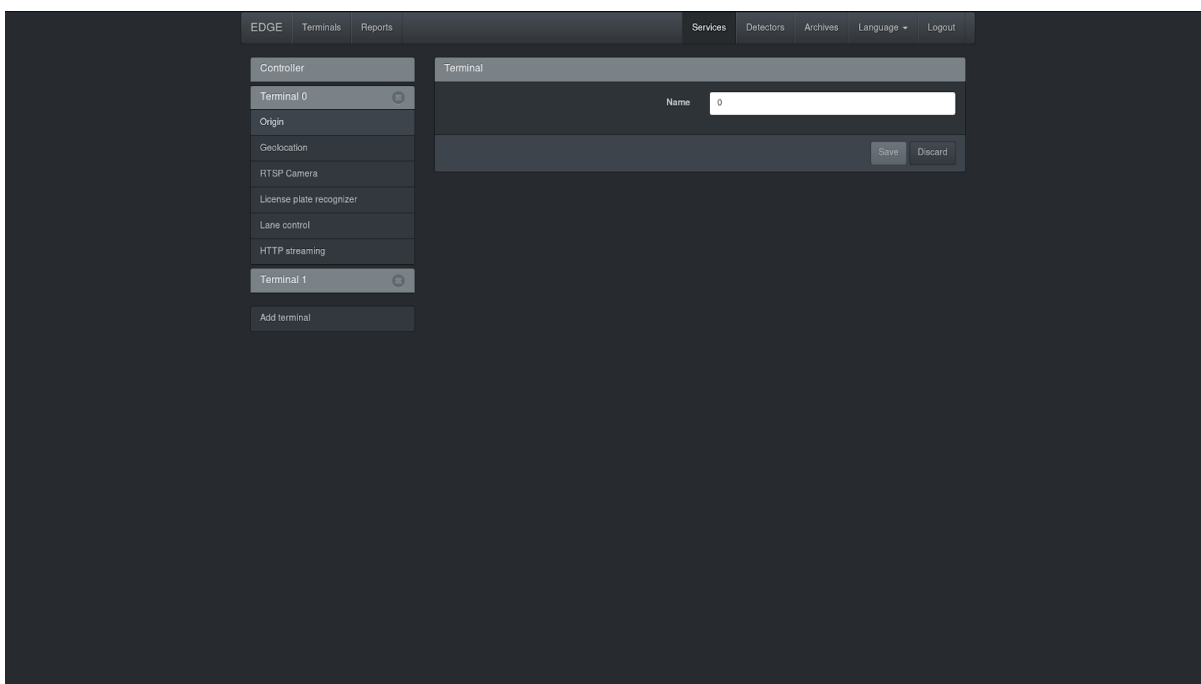 EDGE Terminals Reports Services Detectors Archives Language Logout
Controller
Terminal 0
Origin
Geolocation
RTSP Camera
License plate recognizer
Lane control
HTTP streaming
Terminal 1
Add terminal
Terminal
Name 0
Save Discard